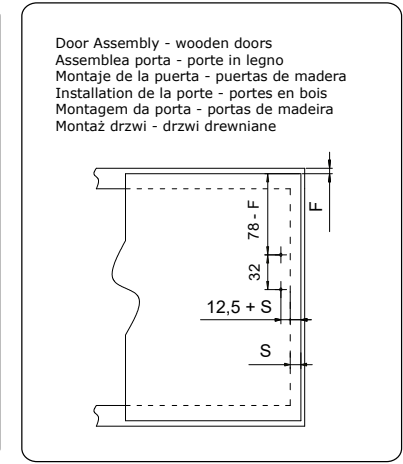 Door Assembly - wooden doors
Assemblea porta - porte in legno
Montaje de la puerta - puertas de madera
Installation de la porte - portes en bois
Montagem da porta - portas de madeira
Montaż drzwi - drzwi drewniane
F
78 - F
32
12,5 + S
S